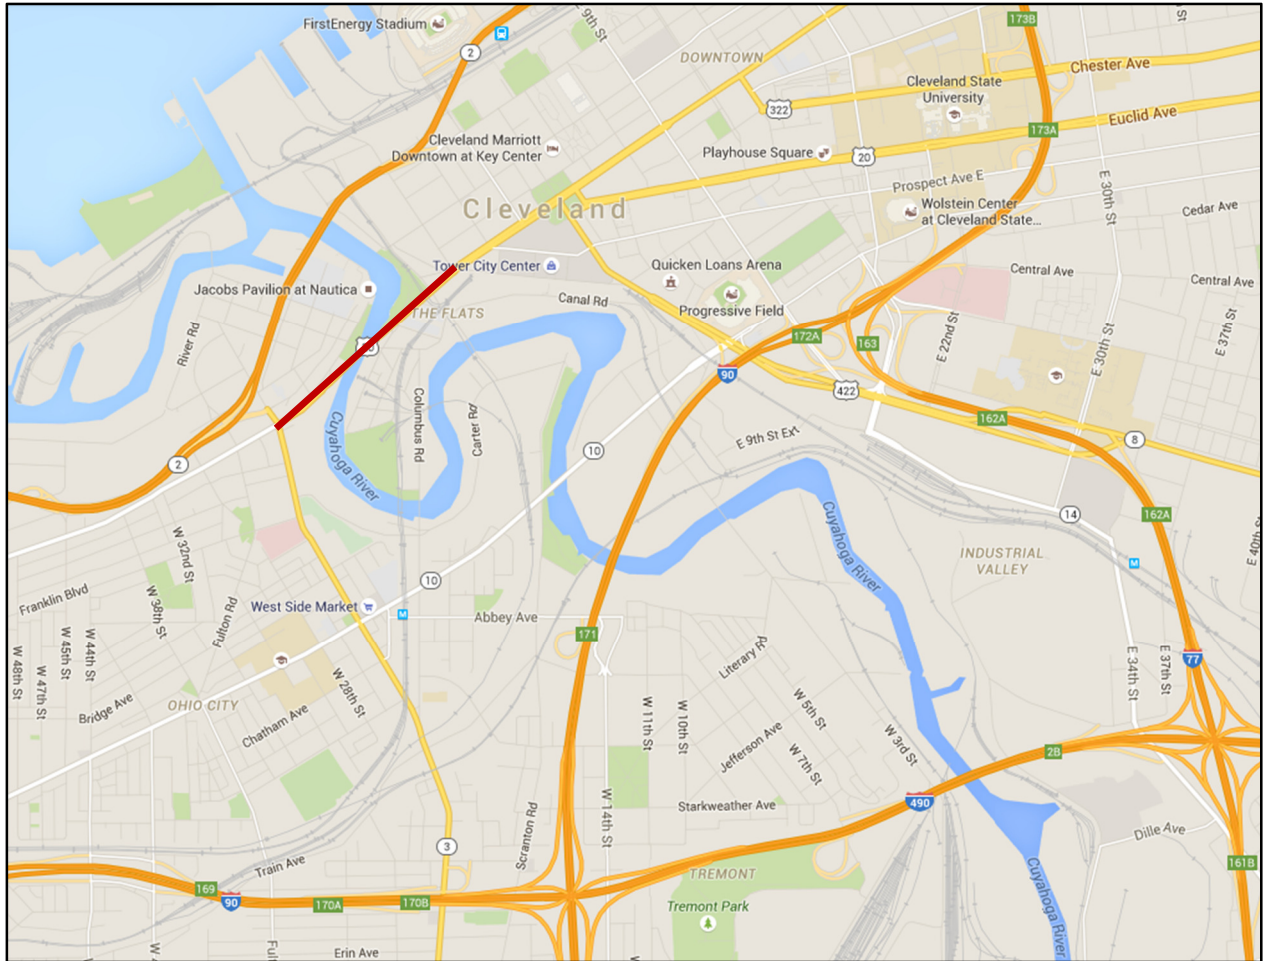 FirstEnergy Stadium
2
E 9th St
173B
St
DOWNTOWN
Chester Ave
Cleveland State
University
322
Euclid Ave
173A
Cleveland Marriott
Downtown at Key Center
Playhouse Square
20
Prospect Ave E
E 30th St
Cleveland
Wolstein Center
at Cleveland State...
Cedar Ave
Tower City Center
Quicken Loans Arena
Central Ave
Central Ave
Jacobs Pavilion at Nautica
THE FLATS
Canal Rd
Progressive Field
River Rd
172A
163
E 22nd St
E 30th St
E 37th St
90
422
Columbus Rd
Carter Rd
162A
Cuyahoga River
E 9th St Ext
8
2
10
14
162A
Cuyahoga River
W 32nd St
INDUSTRIAL
VALLEY
E 40th St
M
10
Franklin Blvd
W 38th St
Fulton Rd
West Side Market
M
Abbey Ave
171
W 44th St
W 45th St
W 47th St
W 48th St
Literary Rd
E 34th St
E 37th St
77
W 28th St
OHIO CITY
Bridge Ave
Chatham Ave
W 11th St
W 10th St
W 5th St
Jefferson Ave
W 7th St
W 3rd St
2B
490
Starkweather Ave
W 14th St
Scranton Rd
3
Dille Ave
161B
Train Ave
169
90
170A
170B
TREMONT
Tremont Park
Cuyahoga River
Erin Ave
W
W